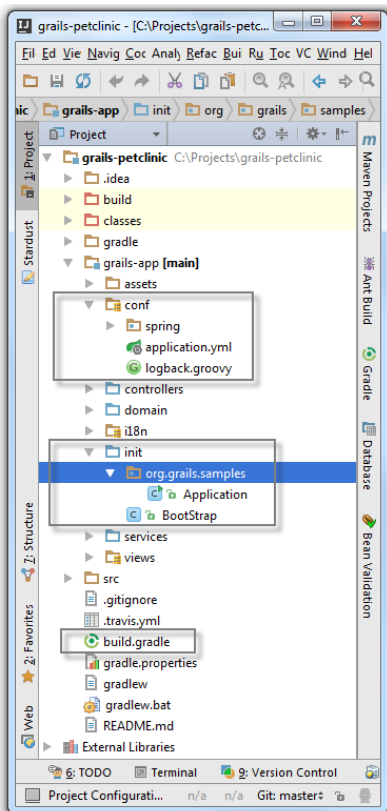 grails-petclinic - [C:\Projects\grails-petc...
Fil Ed Vie Navig Coc Analy Refac Bui Ru Toc VC Wind Hel
nic grails-app init org grails samples
Project
1: Project
Stardust
7: Structure
2: Favorites
Web
grails-petclinic C:\Projects\grails-petclinic
.idea
build
classes
gradle
grails-app [main]
assets
conf
spring
application.yml
logback.groovy
controllers
domain
i18n
init
org.grails.samples
Application
BootStrap
services
views
src
.gitignore
.travis.yml
build.gradle
gradle.properties
gradlew
gradlew.bat
README.md
External Libraries
Maven Projects
Ant Build
Gradle
Database
Bean Validation
6: TODO Terminal 9: Version Control
Project Configurati... n/a n/a Git: master